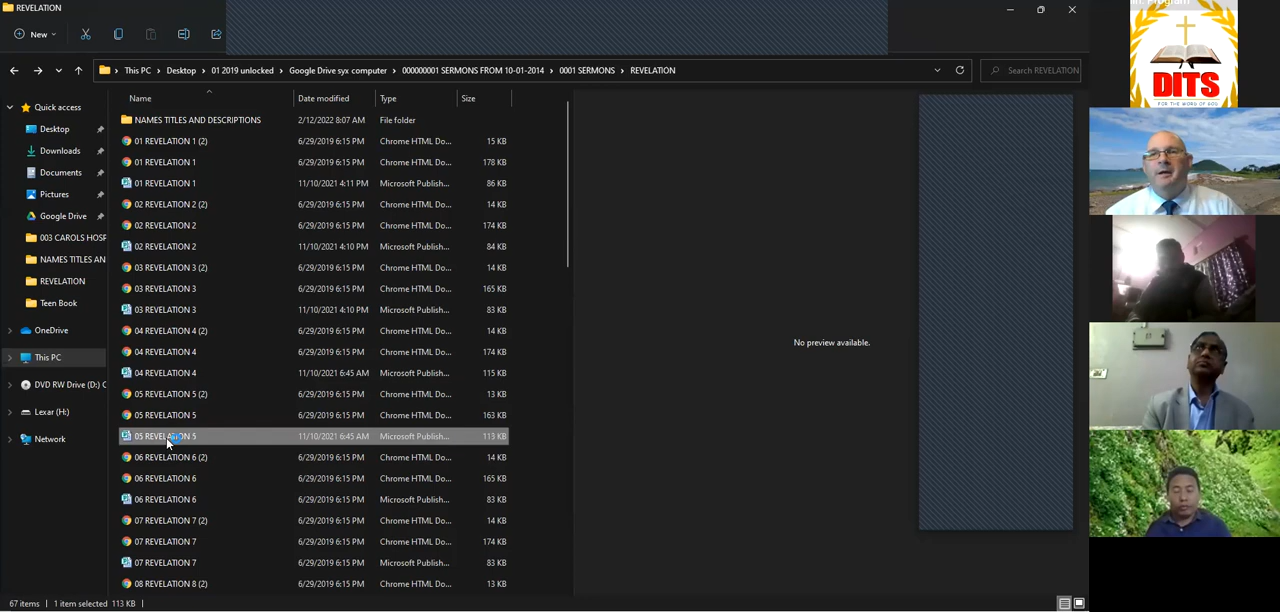 REVELATION
New
This PC > Desktop > 01 2019 unlocked > Google Drive syx computer > 000000001 SERMONS FROM 10-01-2014 > 0001 SERMONS > REVELATION
Search REVELATION
Name Date modified Type Size
Quick access
Desktop
Downloads
Documents
Pictures
Google Drive
003 CAROLS HOSP
NAMES TITLES AN
REVELATION
Teen Book
OneDrive
This PC
DVD RW Drive (D:) C
Lexar (H:)
Network
NAMES TITLES AND DESCRIPTIONS 2/12/2022 8:07 AM File folder
01 REVELATION 1 (2) 6/29/2019 6:15 PM Chrome HTML Do... 15 KB
01 REVELATION 1 6/29/2019 6:15 PM Chrome HTML Do... 178 KB
01 REVELATION 1 11/10/2021 4:11 PM Microsoft Publish... 86 KB
02 REVELATION 2 (2) 6/29/2019 6:15 PM Chrome HTML Do... 14 KB
02 REVELATION 2 6/29/2019 6:15 PM Chrome HTML Do... 174 KB
02 REVELATION 2 11/10/2021 4:10 PM Microsoft Publish... 84 KB
03 REVELATION 3 (2) 6/29/2019 6:15 PM Chrome HTML Do... 14 KB
03 REVELATION 3 6/29/2019 6:15 PM Chrome HTML Do... 165 KB
03 REVELATION 3 11/10/2021 4:10 PM Microsoft Publish... 83 KB
04 REVELATION 4 (2) 6/29/2019 6:15 PM Chrome HTML Do... 14 KB
04 REVELATION 4 6/29/2019 6:15 PM Chrome HTML Do... 174 KB
04 REVELATION 4 11/10/2021 6:45 AM Microsoft Publish... 115 KB
05 REVELATION 5 (2) 6/29/2019 6:15 PM Chrome HTML Do... 13 KB
05 REVELATION 5 6/29/2019 6:15 PM Chrome HTML Do... 163 KB
05 REVELATION 5 11/10/2021 6:45 AM Microsoft Publish... 113 KB
06 REVELATION 6 (2) 6/29/2019 6:15 PM Chrome HTML Do... 14 KB
06 REVELATION 6 6/29/2019 6:15 PM Chrome HTML Do... 165 KB
06 REVELATION 6 6/29/2019 6:15 PM Microsoft Publish... 83 KB
07 REVELATION 7 (2) 6/29/2019 6:15 PM Chrome HTML Do... 14 KB
07 REVELATION 7 6/29/2019 6:15 PM Chrome HTML Do... 174 KB
07 REVELATION 7 6/29/2019 6:15 PM Microsoft Publish... 83 KB
08 REVELATION 8 (2) 6/29/2019 6:15 PM Chrome HTML Do... 13 KB
No preview available.
67 items 1 item selected 113 KB
Program
DITS
FOR THE WORD OF GOD